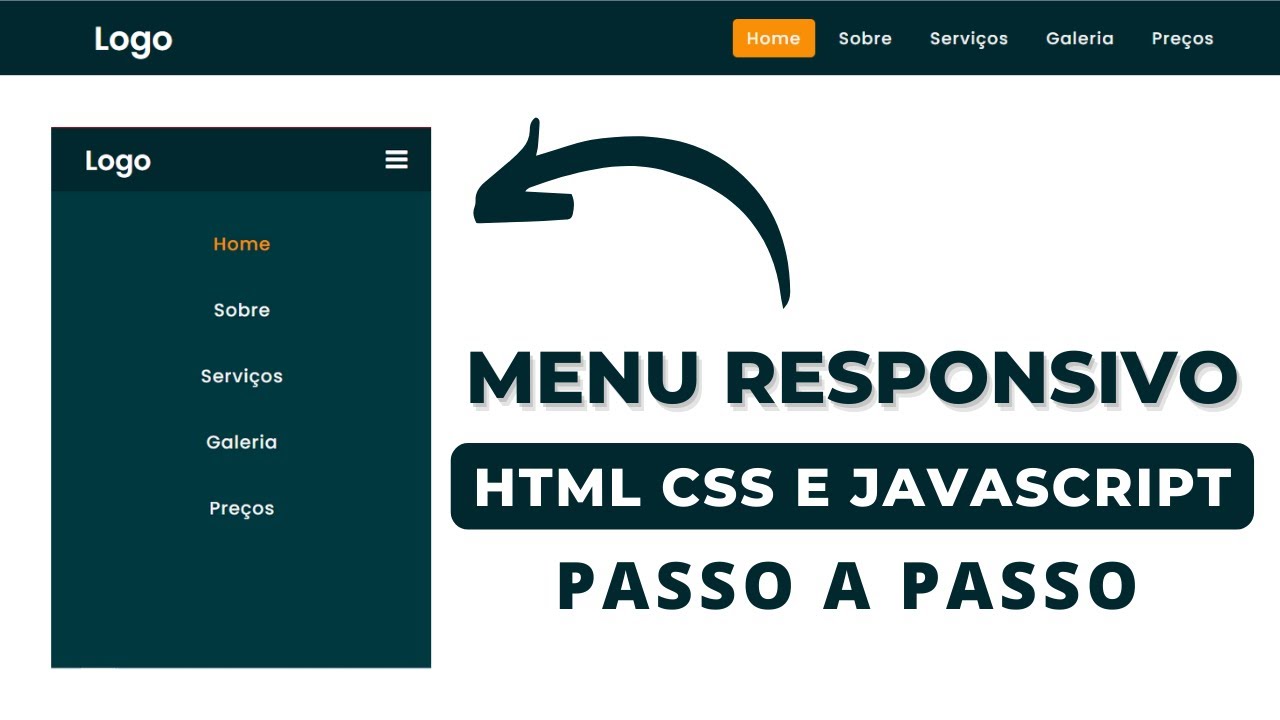 Logo
Home Sobre Serviços Galeria Preços
Logo
Home
Sobre
Serviços
Galeria
Preços
MENU RESPONSIVO
HTML CSS E JAVASCRIPT
PASSO A PASSO